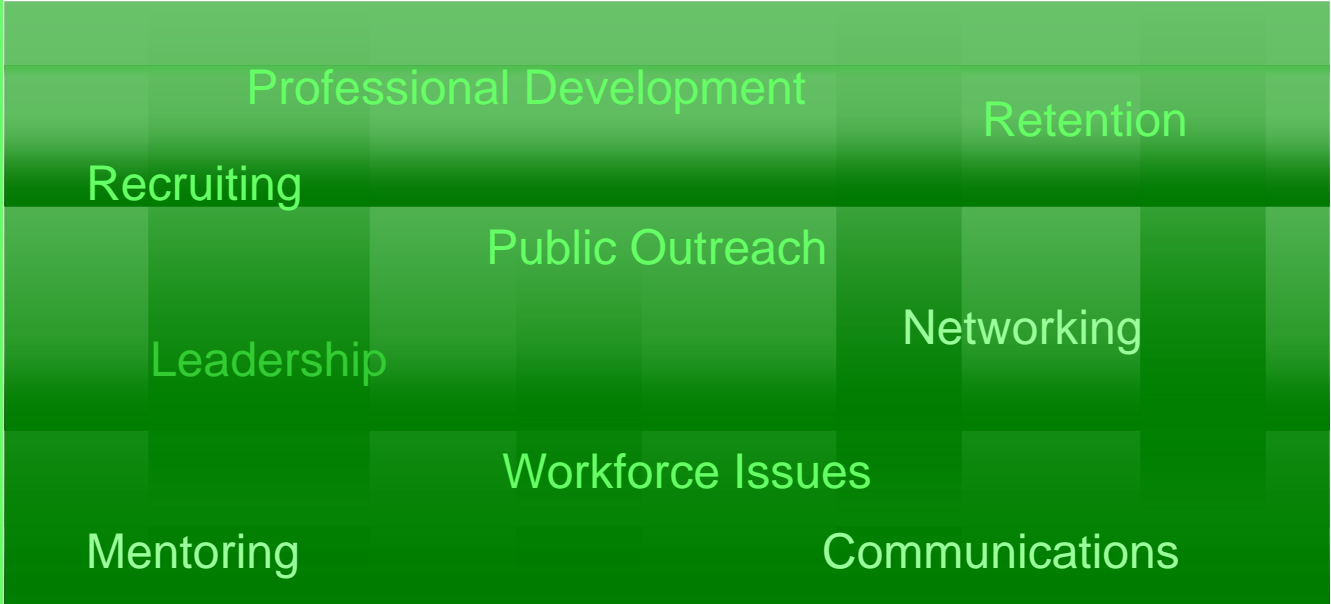 Professional Development
Retention
Recruiting
Public Outreach
Networking
Leadership
Workforce Issues
Mentoring
Communications